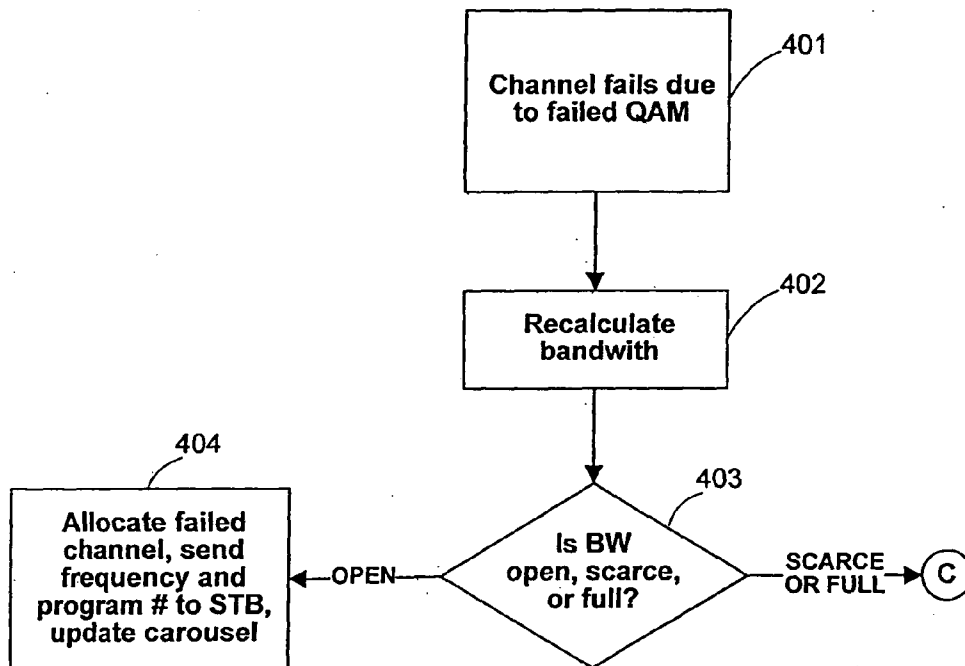 401
Channel fails due
to failed QAM
402
Recalculate
bandwith
404
403
Allocate failed
channel, send
frequency and
program # to STB,
update carousel
OPEN
Is BW
open, scarce,
or full?
SCARCE
OR FULL
C